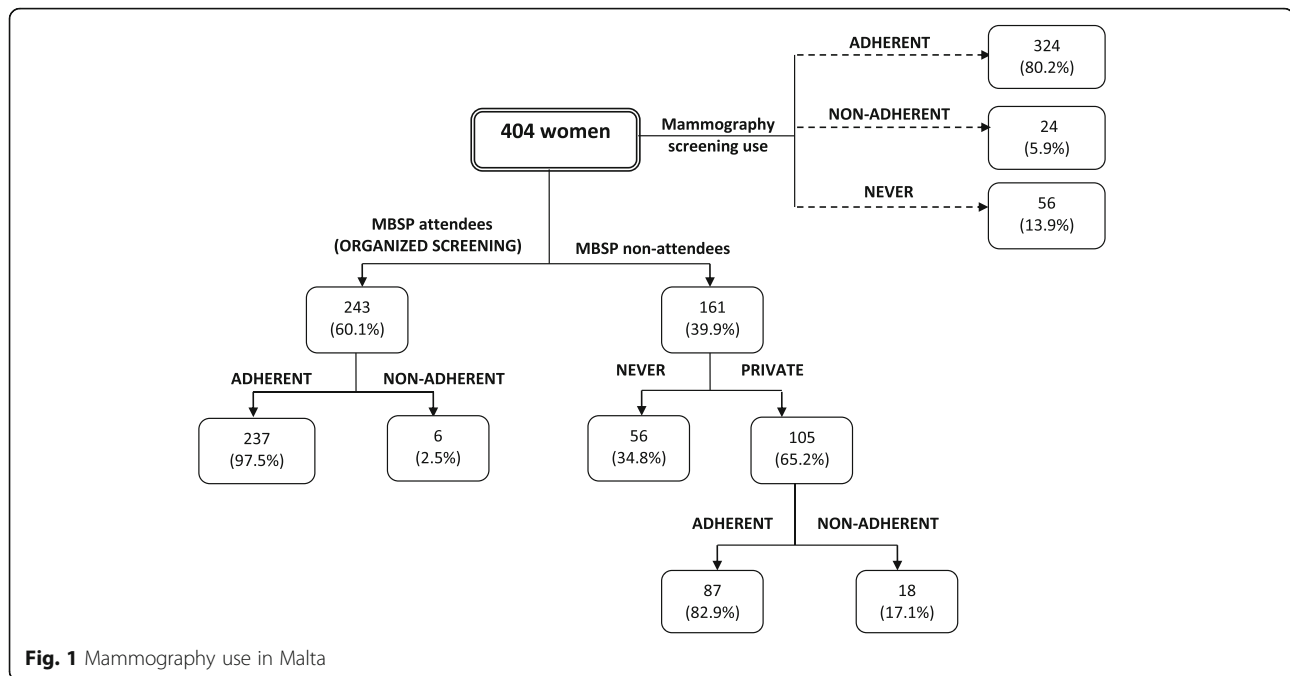 ADHERENT
324
(80.2%)
404 women
Mammography
screening use
NON-ADHERENT
24
(5.9%)
NEVER
56
(13.9%)
MBSP attendees
(ORGANIZED SCREENING)
MBSP non-attendees
243
(60.1%)
161
(39.9%)
ADHERENT
NON-ADHERENT
NEVER
PRIVATE
237
(97.5%)
6
(2.5%)
56
(34.8%)
105
(65.2%)
ADHERENT
NON-ADHERENT
87
(82.9%)
18
(17.1%)
Fig. 1 Mammography use in Malta